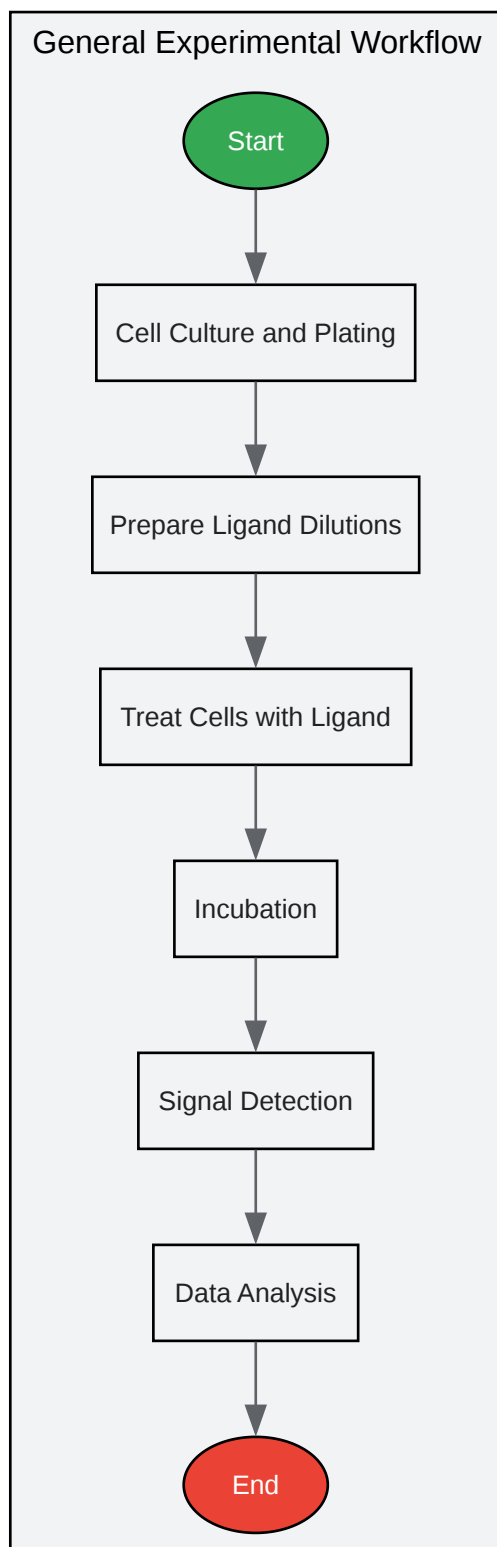 General Experimental Workflow
Start
Cell Culture and Plating
Prepare Ligand Dilutions
Treat Cells with Ligand
Incubation
Signal Detection
Data Analysis
End